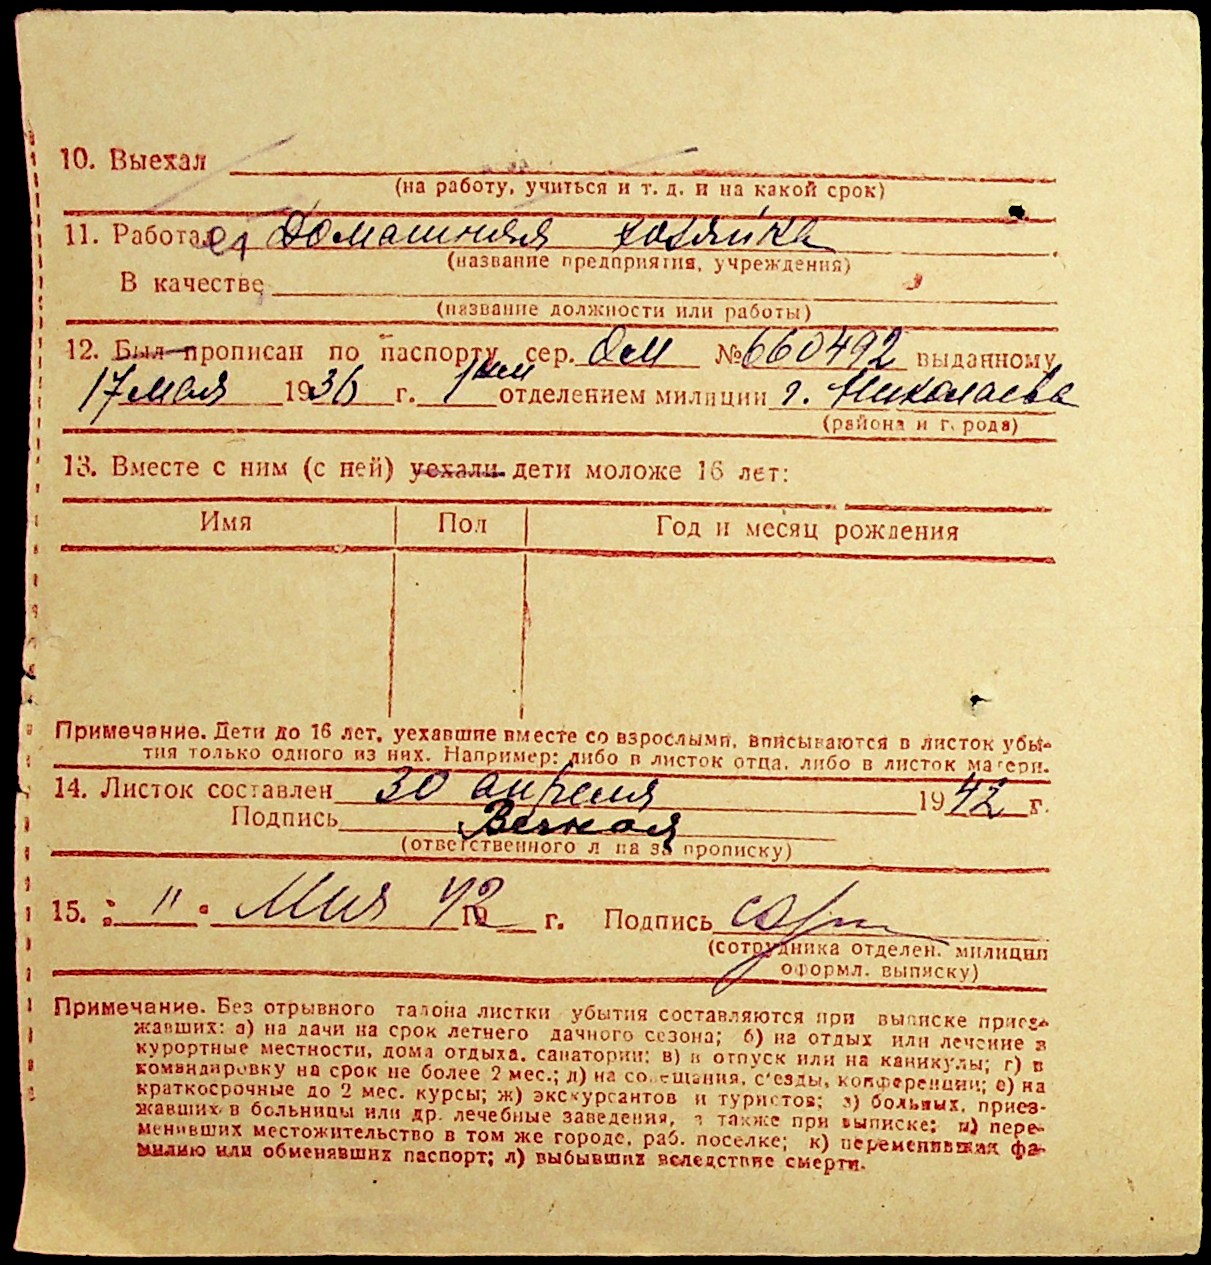 10. Выехал
(на работу, учиться и т. д. и на какой срок)
11. Работает Домашняя хозяйка
(название предприятия, учреждения)
В качестве
(название должности или работы)
12. Был прописан по паспорту сер. ОМ № 660492 выданному
17 мая 1936 г. 1ым отделением милиции г. Николаева
(района и города)
13. Вместе с ним (с ней) уехали дети моложе 16 лет:
Имя Пол Год и месяц рождения
Примечание. Дети до 16 лет, уехавшие вместе со взрослыми, вписываются в листок убы-
тия только одного из них. Например: либо в листок отца, либо в листок матери.
14. Листок составлен 30 апреля 1942 г.
Подпись
(ответственного лица за прописку)
15. " " Мая 42 г. Подпись
(сотрудника отделен. милиции
оформл. выписку)
Примечание. Без отрывного талона листки убытия составляются при выписке приез-
жавших: а) на дачи на срок летнего дачного сезона; б) на отдых или лечение в
курортные местности, дома отдыха, санатории; в) в отпуск или на каникулы; г) в
командировку на срок не более 2 мес.; д) на совещания, с'езды, конференции; е) на
краткосрочные до 2 мес. курсы; ж) экскурсантов и туристов; з) больных, приез-
жавших в больницы или др. лечебные заведения, а также при выписке: и) пере-
менивших местожительство в том же городе, раб. поселке; к) переменивших фа-
милию или обменявших паспорт; л) выбывших вследствие смерти.